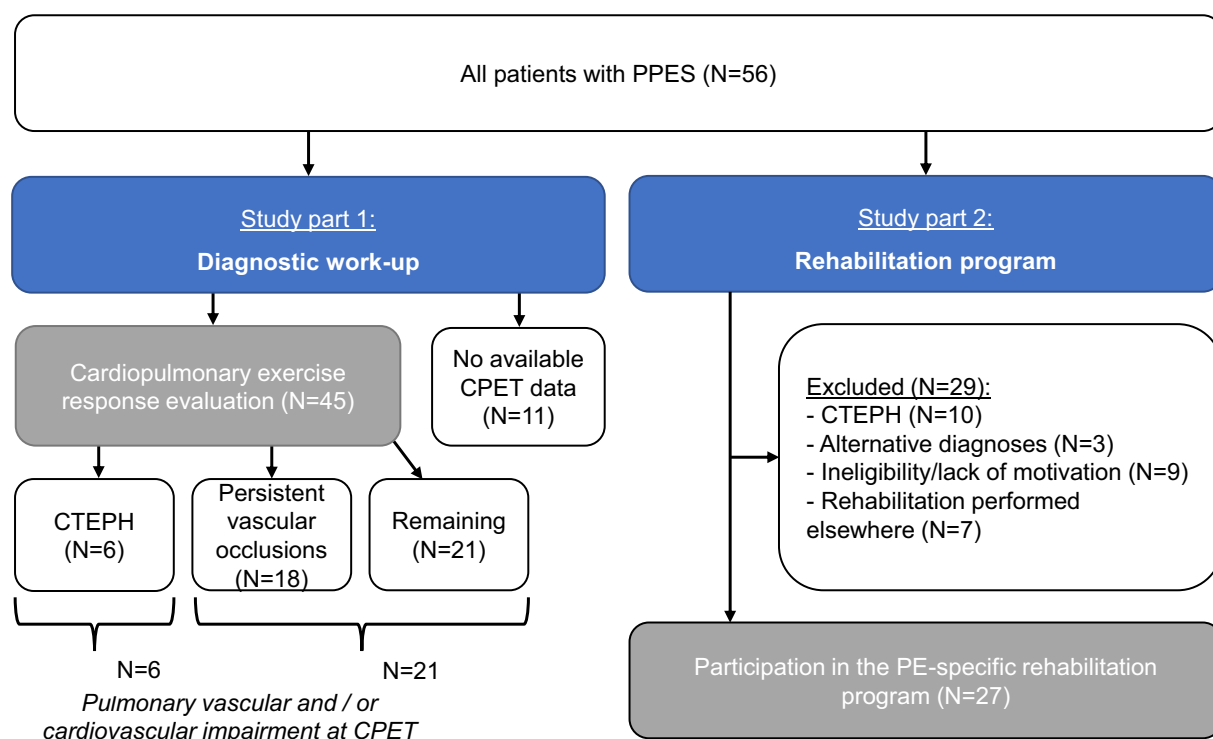 All patients with PPES (N=56)
Study part 1:
Diagnostic work-up
Study part 2:
Rehabilitation program
Cardiopulmonary exercise
response evaluation (N=45)
No available
CPET data
(N=11)
CTEPH
(N=6)
Persistent
vascular
occlusions
(N=18)
Remaining
(N=21)
N=6
N=21
Pulmonary vascular and / or
cardiovascular impairment at CPET
Excluded (N=29):
- CTEPH (N=10)
- Alternative diagnoses (N=3)
- Ineligibility/lack of motivation (N=9)
- Rehabilitation performed
elsewhere (N=7)
Participation in the PE-specific rehabilitation
program (N=27)